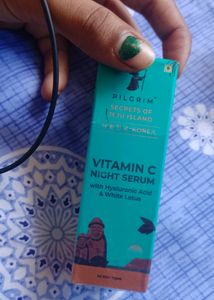 PILGRIM
SECRETS OF
JEJU ISLAND
VITAMIN C
NIGHT SERUM
with Hyaluronic Acid
& White Lotus